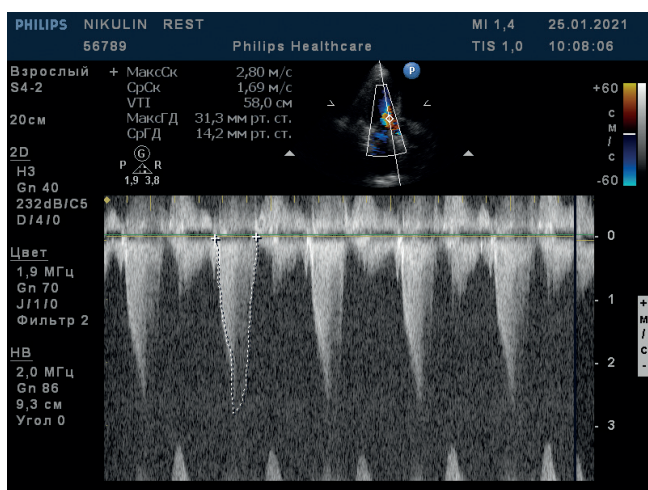 PHILIPS NIKULIN REST MI 1,4 25.01.2021
56789 Philips Healthcare TIS 1,0 10:08:06
Взрослый
S4-2
20 см
2D
НЗ
Gn 40
232dB/C5
D/4/0
Цвет
1,9 МГц
Gn 70
J/1/0
Фильтр 2
НВ
2,0 МГц
Gn 86
9,3 см
Угол 0
+ МаксСк 2,80 м/с
СрСк 1,69 м/с
VTI 58,0 см
МаксГД 31,3 мм рт. ст.
СрГД 14,2 мм рт. ст.
G
P R
1,9 3,8
P
+60
с
м
/
с
-60
0
1
2
3
+
м
/
с
-